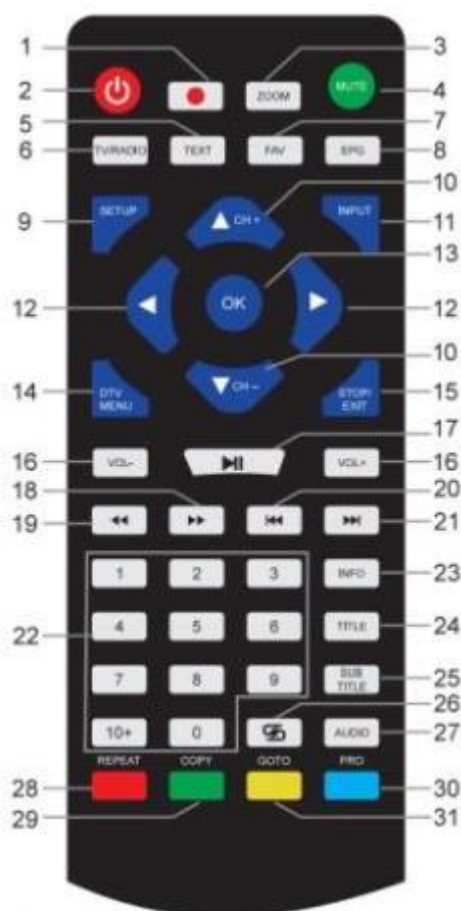 1 3
2 ZOOM MUTE 4
5 7
6 TV/RADIO TEXT FAV EPG 8
10
9 SETUP CH + INPUT 11
13
12 OK 12
10
14 DTV MENU CH − STOP/ EXIT 15
17
16 VOL- VOL+ 16
18 20
19 21
1 2 3 INFO 23
22 4 5 6 TITLE 24
7 8 9 SUB TITLE 25
26
10+ 0 AUDIO 27
REPEAT COPY GOTO PRO
28 30
29 31